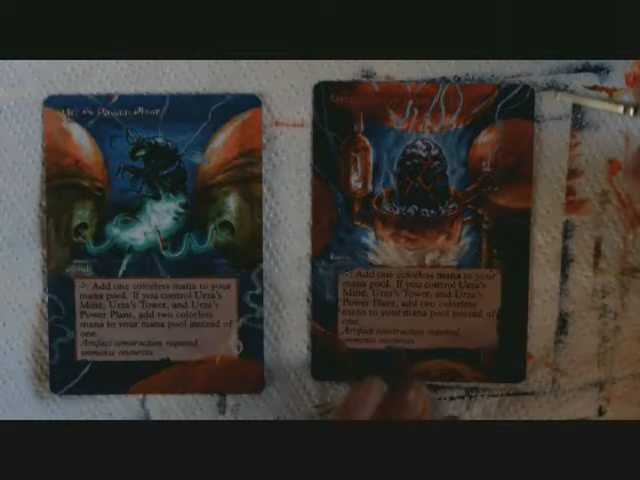 Power Plant
Add one colorless mana to your
mana pool. If you control Urza's
Mine, Urza's Tower, and Urza's
Power Plant, add two colorless
mana to your mana pool instead of
one.
Artifact construction required
immense resources.
Add one colorless mana to your
mana pool. If you control Urza's
Mine, Urza's Tower, and Urza's
Power Plant, add two colorless
mana to your mana pool instead of
one.
Artifact construction required
immense resources.